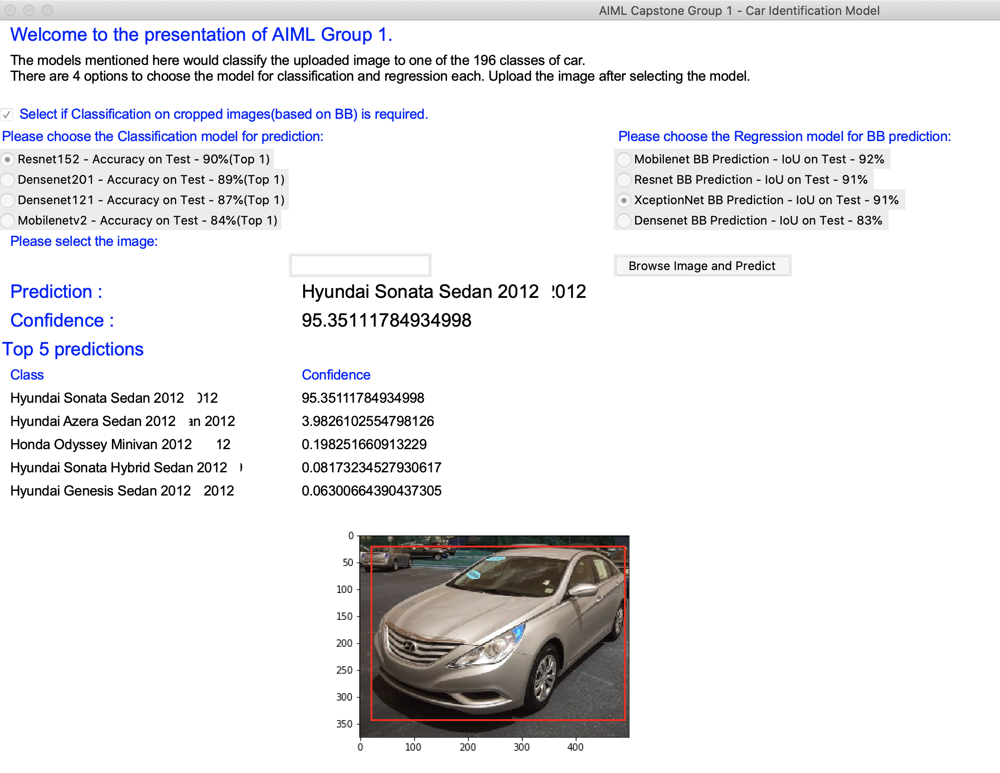 AIML Capstone Group 1 - Car Identification Model
Welcome to the presentation of AIML Group 1.
The models mentioned here would classify the uploaded image to one of the 196 classes of car.
There are 4 options to choose the model for classification and regression each. Upload the image after selecting the model.
Select if Classification on cropped images(based on BB) is required.
Please choose the Classification model for prediction:
Resnet152 - Accuracy on Test - 90%(Top 1)
Densenet201 - Accuracy on Test - 89%(Top 1)
Densenet121 - Accuracy on Test - 87%(Top 1)
Mobilenetv2 - Accuracy on Test - 84%(Top 1)
Please choose the Regression model for BB prediction:
Mobilenet BB Prediction - IoU on Test - 92%
Resnet BB Prediction - IoU on Test - 91%
XceptionNet BB Prediction - IoU on Test - 91%
Densenet BB Prediction - IoU on Test - 83%
Please select the image:
Browse Image and Predict
Prediction : Hyundai Sonata Sedan 2012 2012
Confidence : 95.35111784934998
Top 5 predictions
Class Confidence
Hyundai Sonata Sedan 2012 012 95.35111784934998
Hyundai Azera Sedan 2012 an 2012 3.9826102554798126
Honda Odyssey Minivan 2012 12 0.198251660913229
Hyundai Sonata Hybrid Sedan 2012 0.08173234527930617
Hyundai Genesis Sedan 2012 2012 0.06300664390437305
0
50
100
150
200
250
300
350
0 100 200 300 400